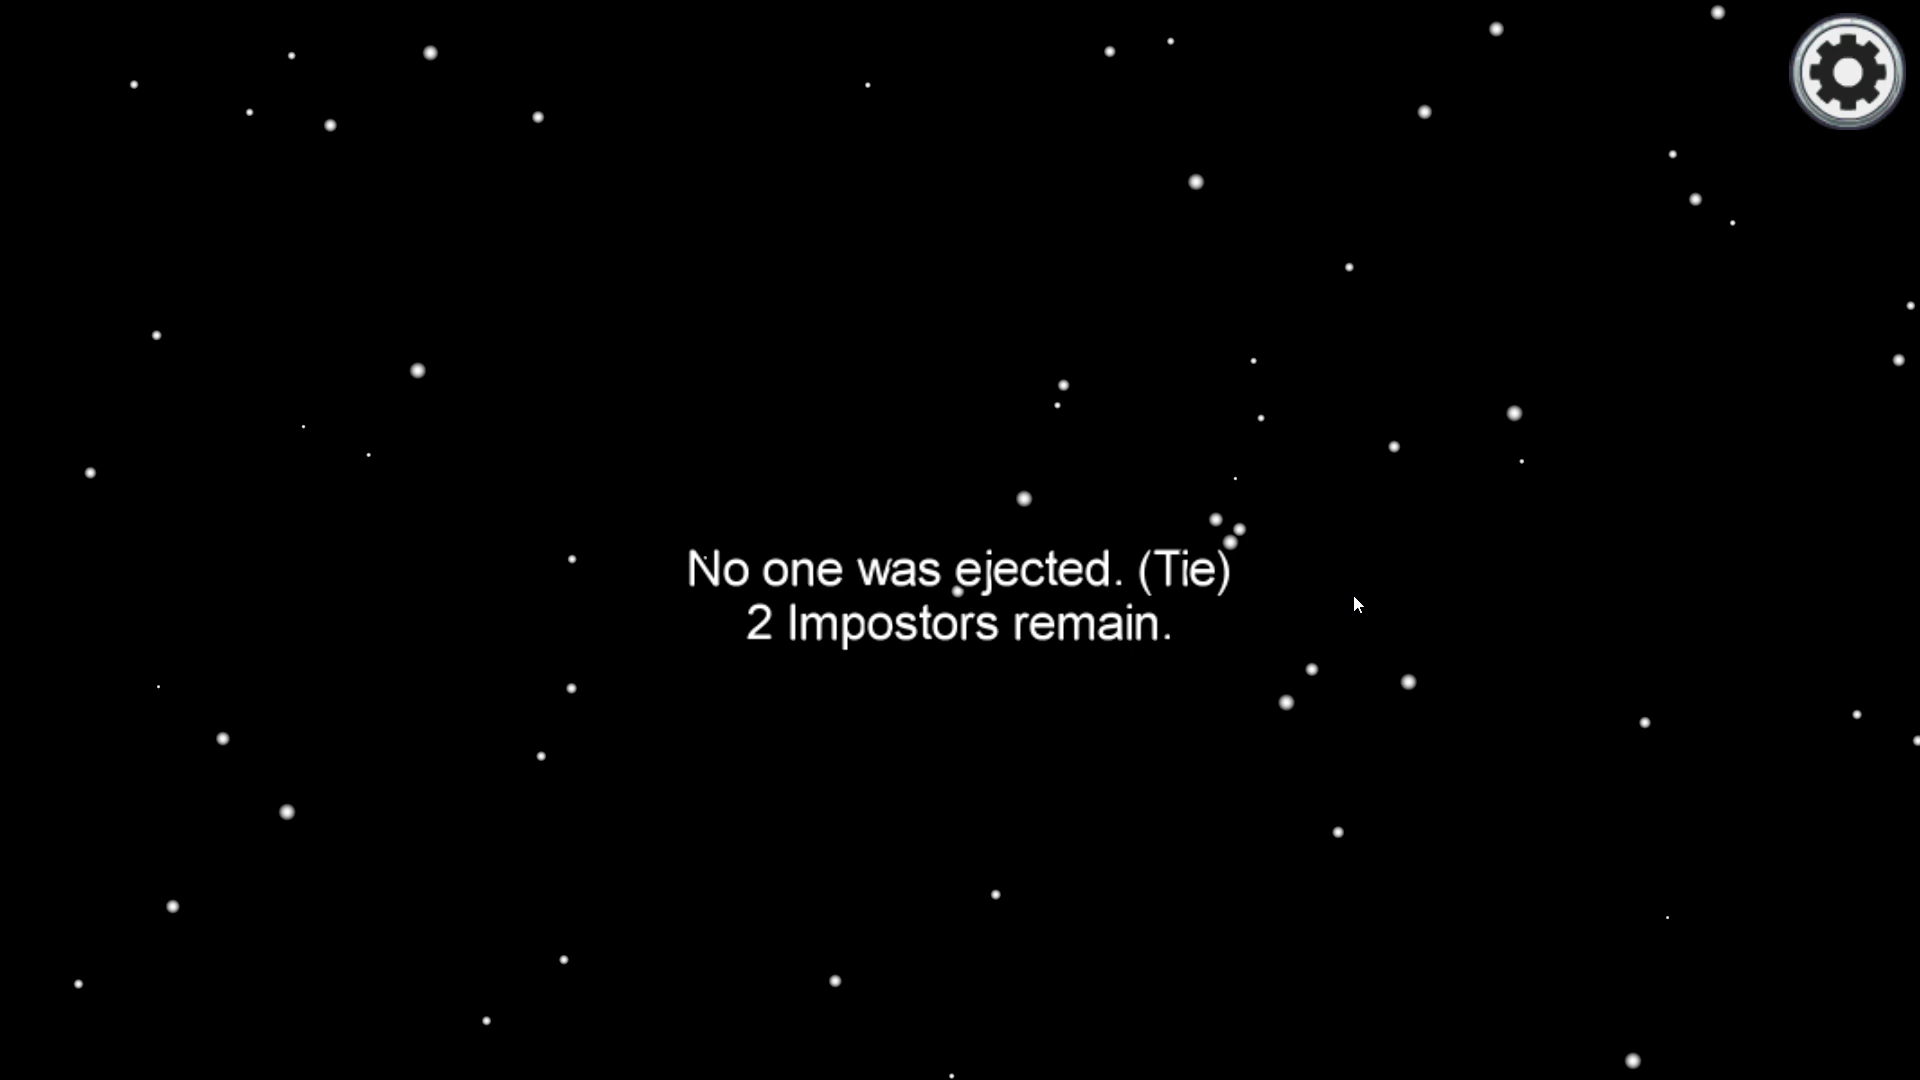 No one was ejected. (Tie)
2 Impostors remain.